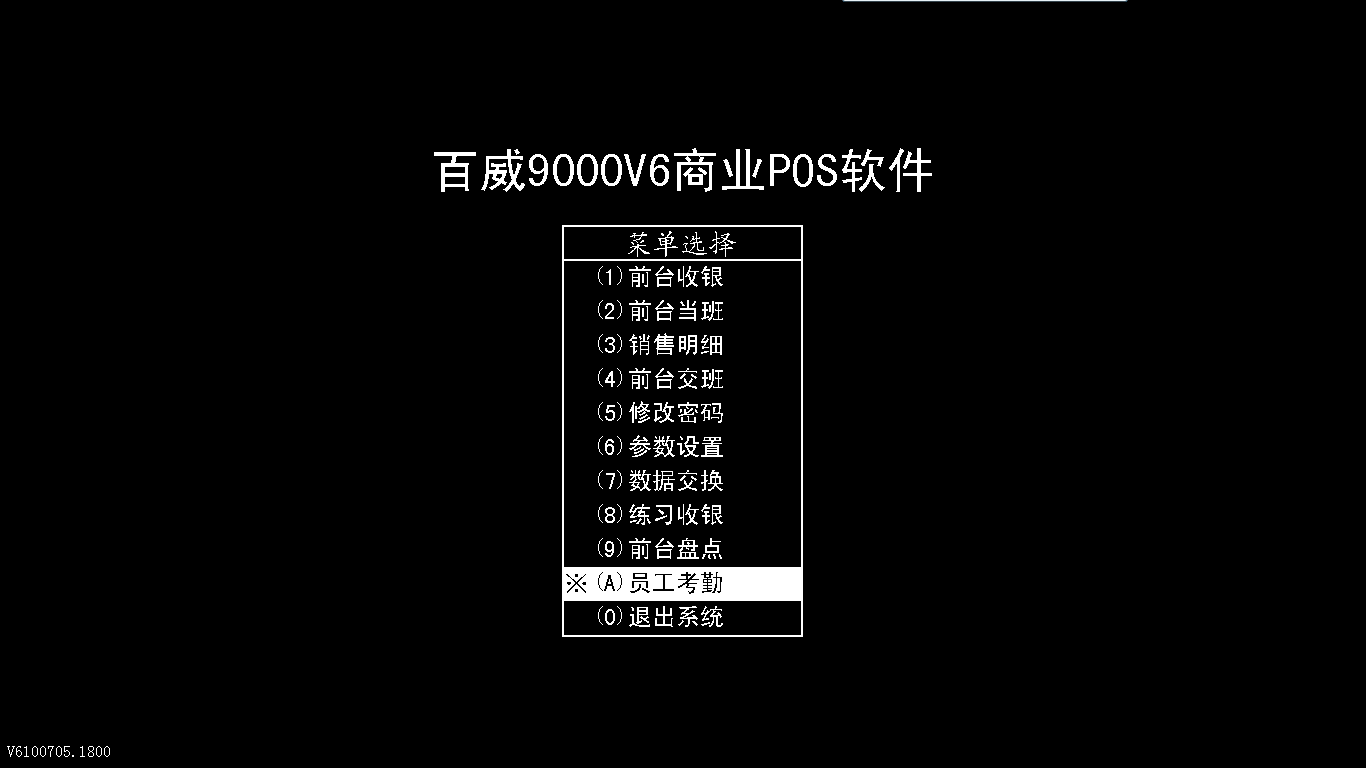 百威9000V6商业POS软件
菜单选择
(1)前台收银
(2)前台当班
(3)销售明细
(4)前台交班
(5)修改密码
(6)参数设置
(7)数据交换
(8)练习收银
(9)前台盘点
※(A)员工考勤
(0)退出系统
V6100705.1800